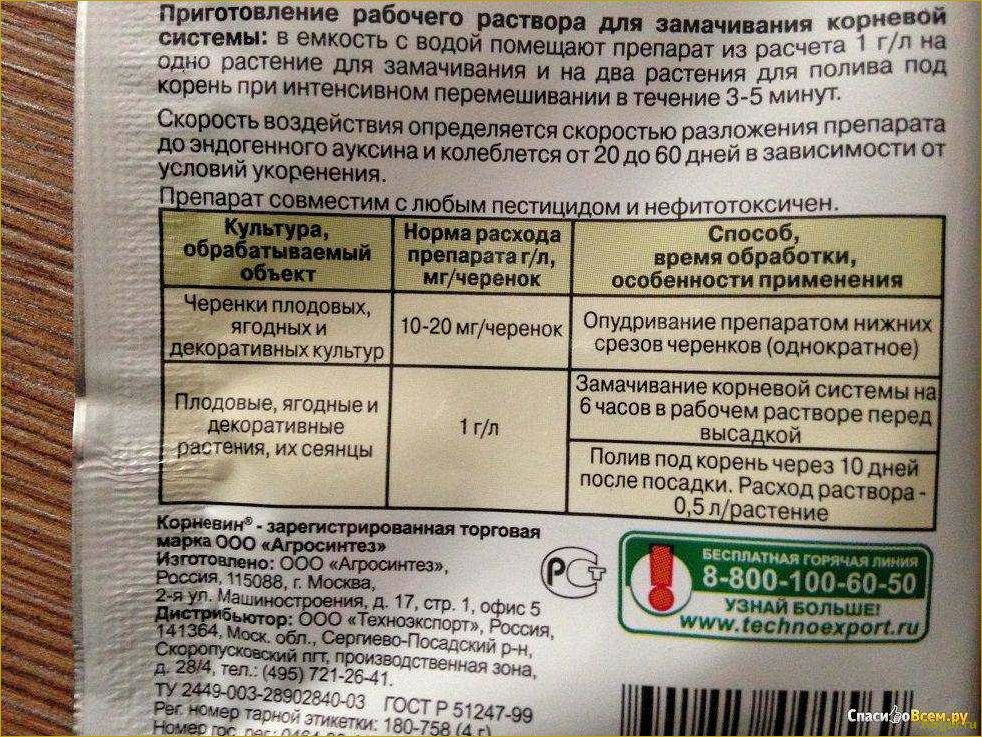 Приготовление рабочего раствора для замачивания корневой
системы: в емкость с водой помещают препарат из расчета 1 г/л на
одно растение для замачивания и на два растения для полива под
корень при интенсивном перемешивании в течение 3-5 минут.
Скорость воздействия определяется скоростью разложения препарата
до эндогенного ауксина и колеблется от 20 до 60 дней в зависимости от
условий укоренения.
Препарат совместим с любым пестицидом и нефитотоксичен.
Культура,
обрабатываемый
объект
Норма расхода
препарата г/л,
мг/черенок
Способ,
время обработки,
особенности применения
Черенки плодовых,
ягодных и
декоративных культур
10-20 мг/черенок
Опудривание препаратом нижних
срезов черенков (однократное)
Плодовые, ягодные и
декоративные
растения, их сеянцы
1 г/л
Замачивание корневой системы на
6 часов в рабочем растворе перед
высадкой
Полив под корень через 10 дней
после посадки. Расход раствора -
0,5 л/растение
Корневин® - зарегистрированная торговая
марка ООО «Агросинтез»
Изготовлено: ООО «Агросинтез»,
Россия, 115088, г. Москва,
2-я ул. Машиностроения, д. 17, стр. 1, офис 5
Дистрибьютор: ООО «Техноэкспорт», Россия,
141364, Моск. обл., Сергиево-Посадский р-н,
Скоропусковский пгт, производственная зона,
д. 28/4, тел.: (495) 721-26-41.
ТУ 2449-003-28902840-03 ГОСТ Р 51247-99
Рег. номер тарной этикетки: 180-758 (4 г)
Номер гос. рег:
РСТ
БЕСПЛАТНАЯ ГОРЯЧАЯ ЛИНИЯ
8-800-100-60-50
УЗНАЙ БОЛЬШЕ!
www.technoexport.ru
СпасибоВсем.ру